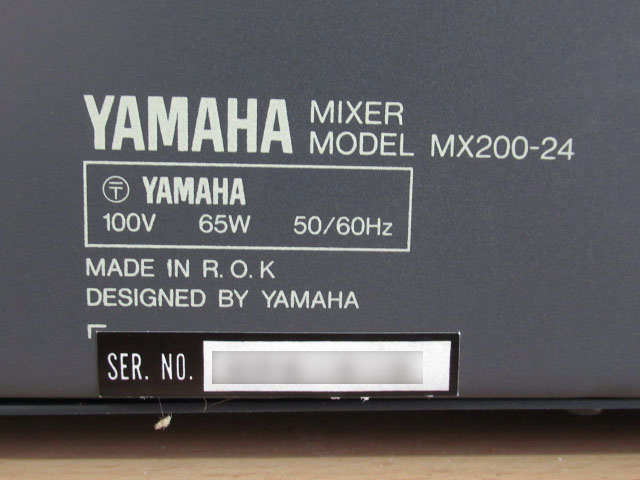 YAMAHA MIXER
MODEL MX200-24
〶 YAMAHA
100V 65W 50/60Hz
MADE IN R.O.K
DESIGNED BY YAMAHA
SER. NO.